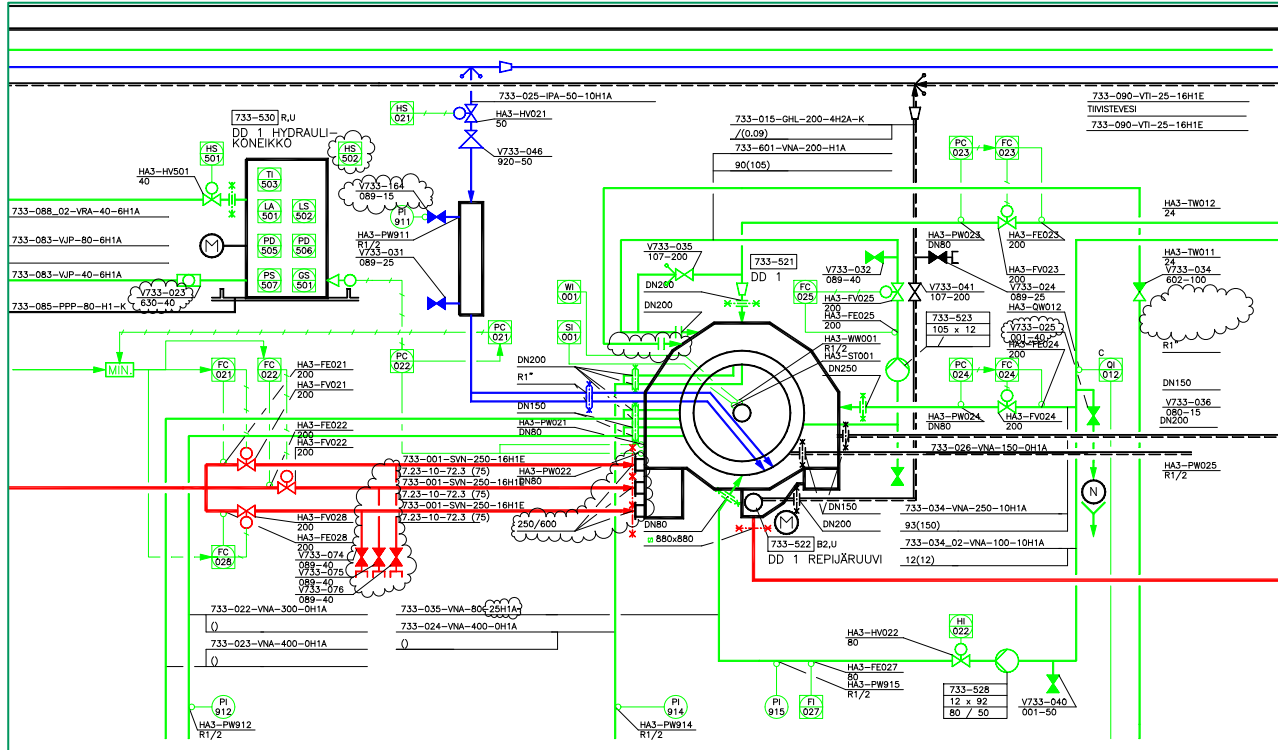 733-025-IPA-50-10H1A
HS
021
HA3-HV021
50
V733-046
920-50
733-530 R,U
DD 1 HYDRAULI-
KONEIKKO
HS
501
HS
502
HA3-HV501
40
TI
503
LA
501
LS
502
PD
505
PD
506
PS
507
GS
501
M
733-088_02-VRA-40-6H1A
733-083-VJP-80-6H1A
733-083-VJP-40-6H1A
V733-023
630-40
733-085-PPP-80-H1-K
V733-164
089-15
PI
911
HA3-PW911
R1/2
V733-031
089-25
733-015-GHL-200-4H2A-K
/(0.09)
733-601-VNA-200-H1A
90(105)
733-090-VTI-25-16H1E
TIIVISTEVESI
733-090-VTI-25-16H1E
PC
023
FC
023
HA3-TW012
24
HA3-PW023
DN80
HA3-FE023
200
HA3-TW011
24
V733-034
602-100
HA3-FV023
200
V733-024
089-25
HA3-QW012
V733-025
001-40
HA3-FE024
200
V733-041
107-200
V733-035
107-200
733-521
DD 1
V733-032
089-40
FC
025
HA3-FV025
200
HA3-FE025
200
733-523
105 x 12
HA3-WW001
R1/2
HA3-ST001
DN250
WI
001
SI
001
DN200
DN200
PC
021
PC
022
MIN.
FC
021
FC
022
HA3-FE021
200
HA3-FV021
200
HA3-FE022
200
HA3-FV022
200
DN200
R1"
DN150
HA3-PW021
DN80
PC
024
FC
024
HA3-PW024
DN80
HA3-FV024
200
C
QI
012
R1"
DN150
V733-036
080-15
DN200
733-026-VNA-150-0H1A
HA3-PW025
R1/2
733-001-SVN-250-16H1E
7.23-10-72.3 (75)
733-001-SVN-250-16H1E
7.23-10-72.3 (75)
733-001-SVN-250-16H1E
7.23-10-72.3 (75)
HA3-PW022
DN80
250/600
HA3-FV028
200
HA3-FE028
200
FC
028
V733-074
089-40
V733-075
089-40
V733-076
089-40
DN80
S 880x880
M
DN150
DN200
733-522 B2,U
DD 1 REPIJÄRUUVI
733-034-VNA-250-10H1A
93(150)
733-034_02-VNA-100-10H1A
12(12)
N
733-022-VNA-300-0H1A
()
733-023-VNA-400-0H1A
()
733-035-VNA-80-25H1A
733-024-VNA-400-0H1A
()
HI
022
HA3-HV022
80
HA3-FE027
80
HA3-PW915
R1/2
PI
915
FI
027
733-528
12 x 92
80 / 50
V733-040
001-50
PI
912
HA3-PW912
R1/2
PI
914
HA3-PW914
R1/2